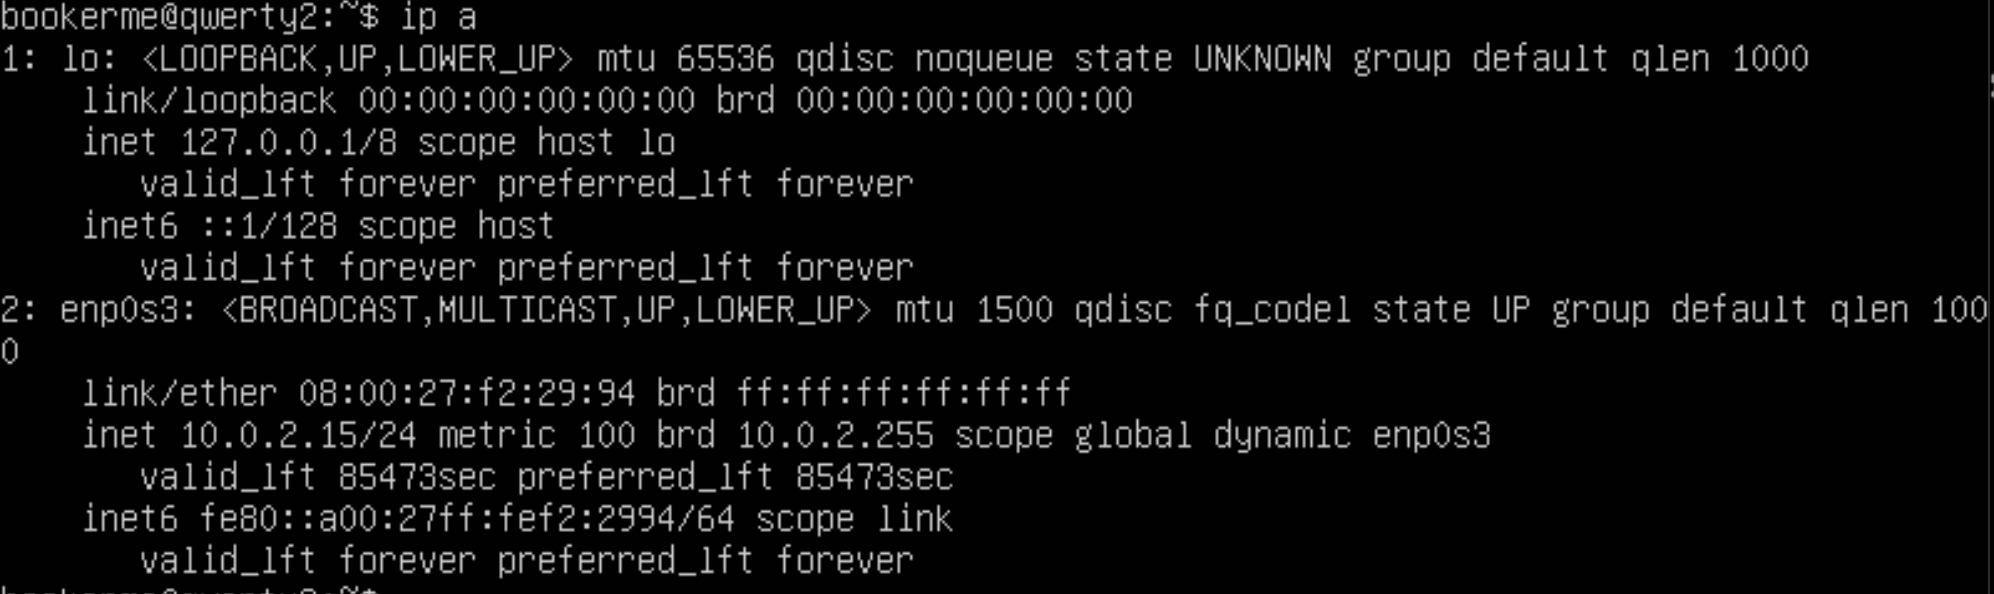 bookerme@qwerty2:~$ ip a
1: lo: <LOOPBACK,UP,LOWER_UP> mtu 65536 qdisc noqueue state UNKNOWN group default qlen 1000
    link/loopback 00:00:00:00:00:00 brd 00:00:00:00:00:00
    inet 127.0.0.1/8 scope host lo
       valid_lft forever preferred_lft forever
    inet6 ::1/128 scope host
       valid_lft forever preferred_lft forever
2: enp0s3: <BROADCAST,MULTICAST,UP,LOWER_UP> mtu 1500 qdisc fq_codel state UP group default qlen 100
0
    link/ether 08:00:27:f2:29:94 brd ff:ff:ff:ff:ff:ff
    inet 10.0.2.15/24 metric 100 brd 10.0.2.255 scope global dynamic enp0s3
       valid_lft 85473sec preferred_lft 85473sec
    inet6 fe80::a00:27ff:fef2:2994/64 scope link
       valid_lft forever preferred_lft forever